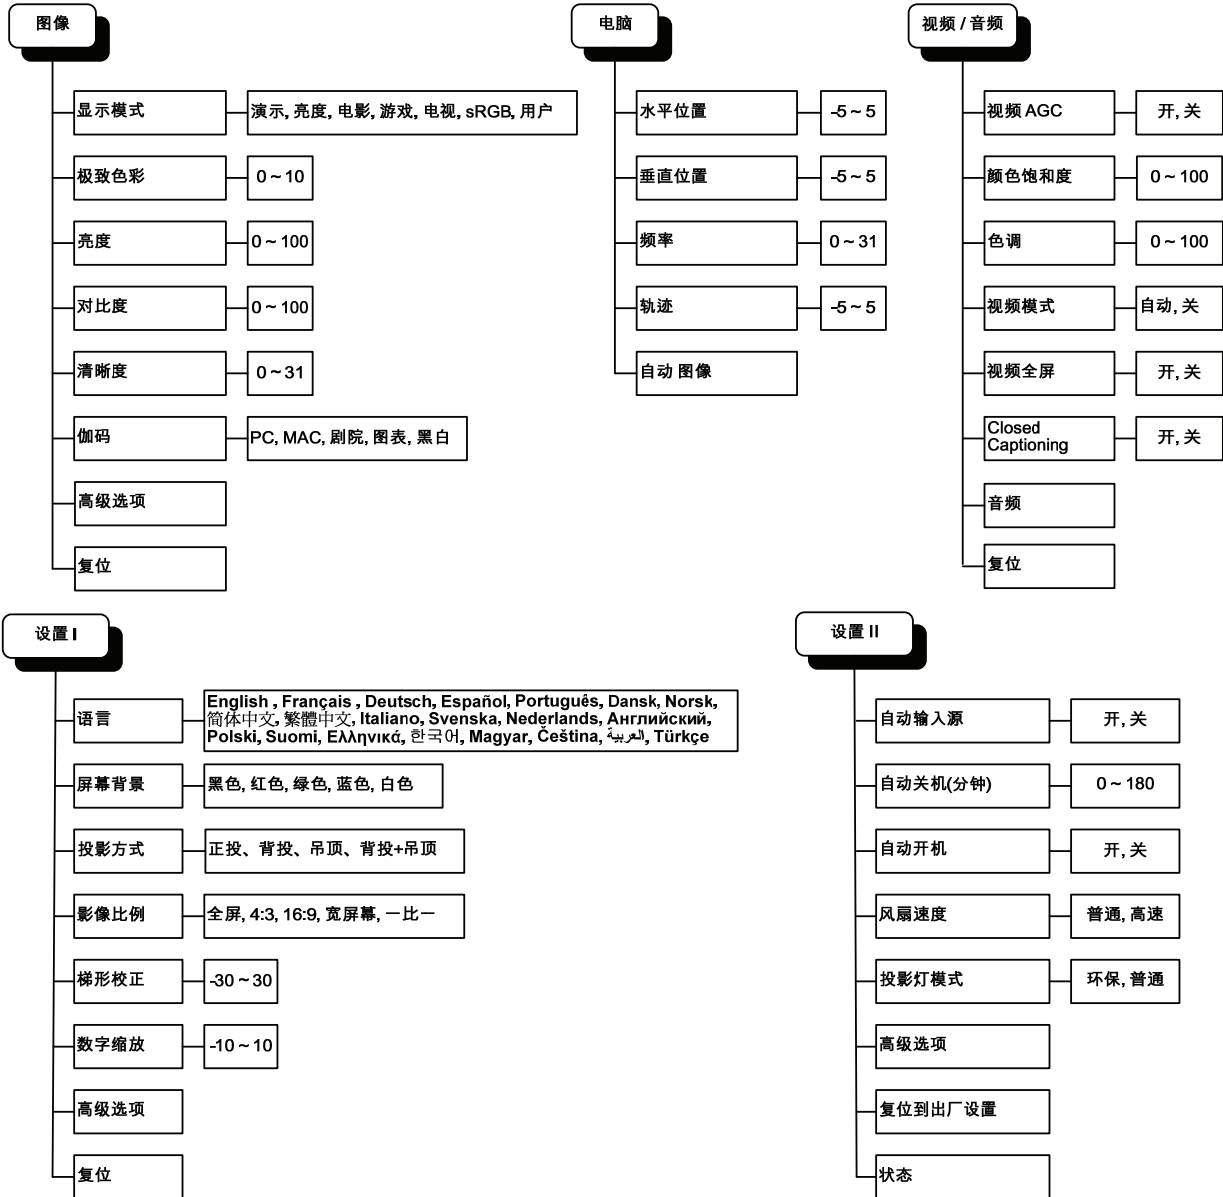 图像
显示模式
演示, 亮度, 电影, 游戏, 电视, sRGB, 用户
极致色彩
0 ~ 10
亮度
0 ~ 100
对比度
0 ~ 100
清晰度
0 ~ 31
伽码
PC, MAC, 剧院, 图表, 黑白
高级选项
复位
电脑
水平位置
-5 ~ 5
垂直位置
-5 ~ 5
频率
0 ~ 31
轨迹
-5 ~ 5
自动 图像
视频 / 音频
视频 AGC
开, 关
颜色饱和度
0 ~ 100
色调
0 ~ 100
视频模式
自动, 关
视频全屏
开, 关
Closed
Captioning
开, 关
音频
复位
设置 I
语言
English , Français , Deutsch, Español, Português, Dansk, Norsk,
简体中文, 繁體中文, Italiano, Svenska, Nederlands, Английский,
Polski, Suomi, Ελληνικά, 한국어, Magyar, Čeština, العربية, Türkçe
屏幕背景
黑色, 红色, 绿色, 蓝色, 白色
投影方式
正投、背投、吊顶、背投+吊顶
影像比例
全屏, 4:3, 16:9, 宽屏幕, 一比一
梯形校正
-30 ~ 30
数字缩放
-10 ~ 10
高级选项
复位
设置 II
自动输入源
开, 关
自动关机(分钟)
0 ~ 180
自动开机
开, 关
风扇速度
普通, 高速
投影灯模式
环保, 普通
高级选项
复位到出厂设置
状态